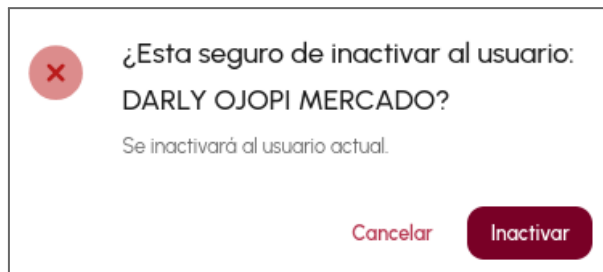 ¿Esta seguro de inactivar al usuario:
DARLY OJOPI MERCADO?
Se inactivará al usuario actual.
Cancelar Inactivar